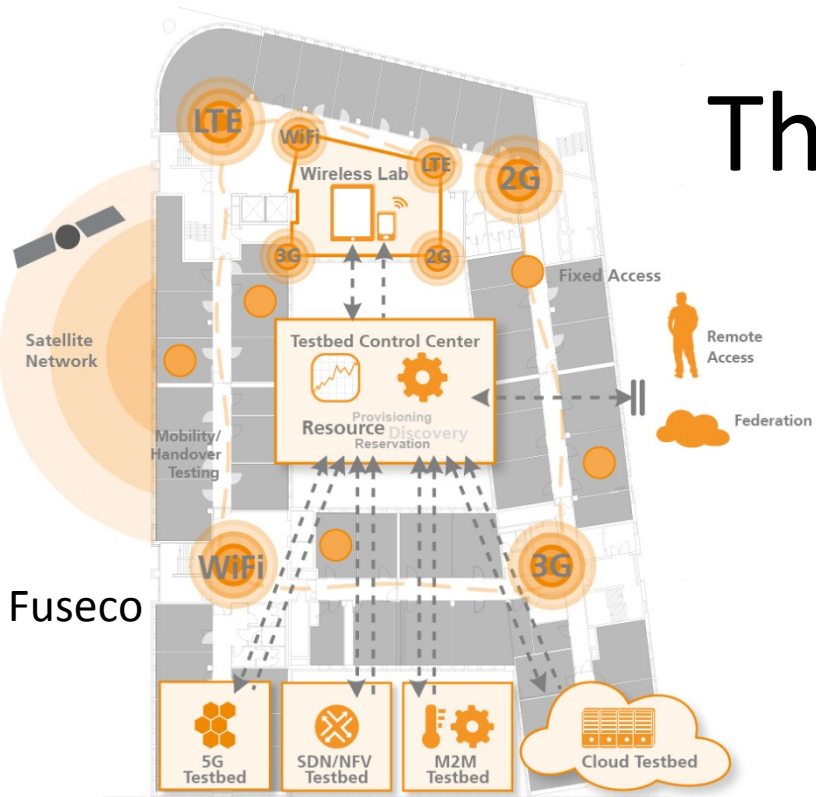 Th
LTE
WiFi
LTE
2G
Wireless Lab
3G
2G
Fixed Access
Satellite
Network
Testbed Control Center
Remote
Access
Provisioning
Resource Discovery
Reservation
Federation
Mobility/
Handover
Testing
WiFi
3G
Fuseco
5G
Testbed
SDN/NFV
Testbed
M2M
Testbed
Cloud Testbed